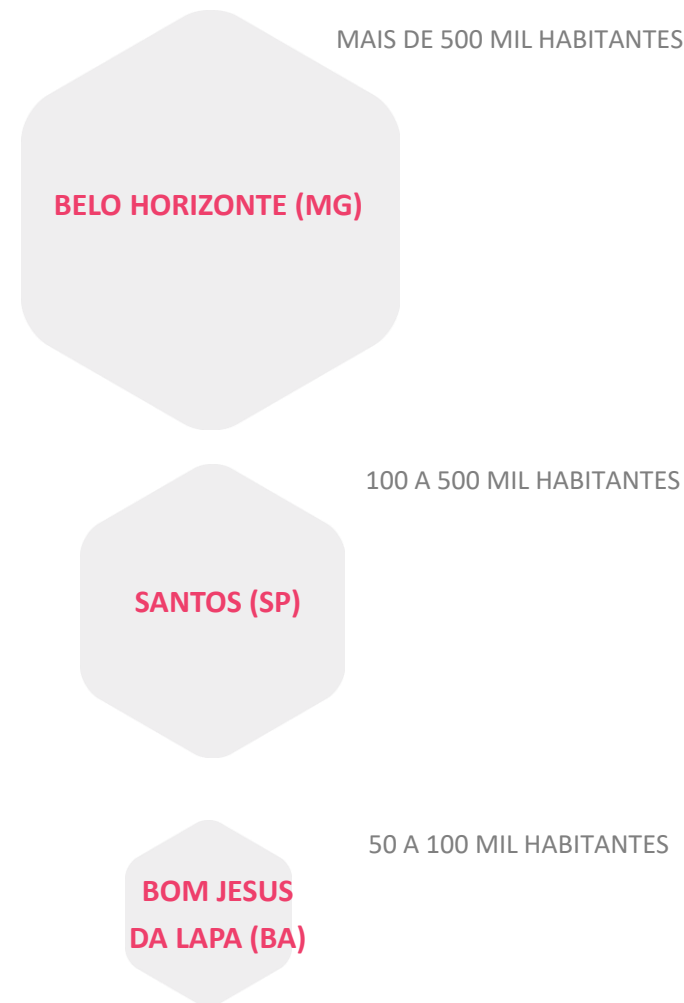 MAIS DE 500 MIL HABITANTES
BELO HORIZONTE (MG)
100 A 500 MIL HABITANTES
SANTOS (SP)
50 A 100 MIL HABITANTES
BOM JESUS
DA LAPA (BA)